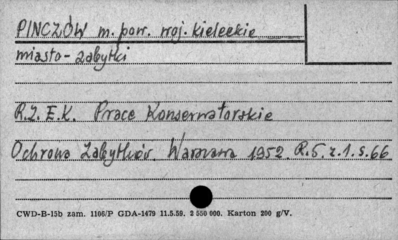 PIŃCZÓW m. pow. woj. kieleckie
miasto - zabytki
R.Z. E.K. Prace Konserwatorskie
Ochrona Zabytków. Warszawa 1952. R.5. z.1. s.66
CWD-B-15b zam. 1166/P GDA-1479 11.5.59. 2 550 000. Karton 200 g/V.